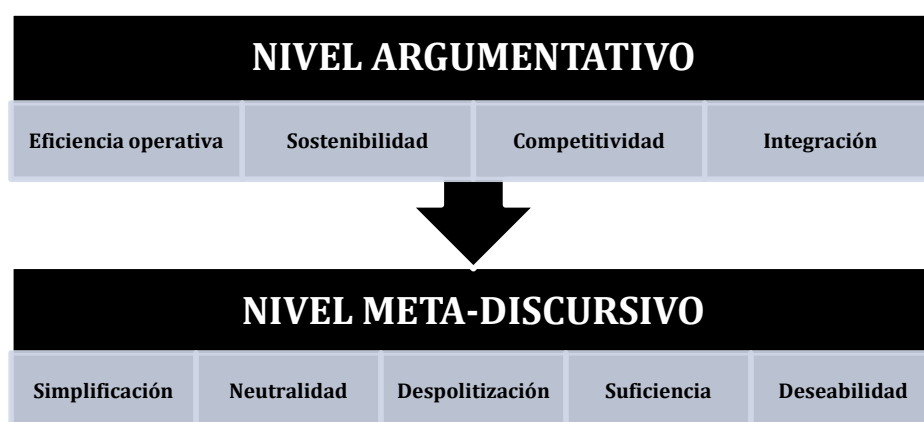 NIVEL ARGUMENTATIVO
Eficiencia operativa
Sostenibilidad
Competitividad
Integración
NIVEL META-DISCURSIVO
Simplificación
Neutralidad
Despolitización
Suficiencia
Deseabilidad